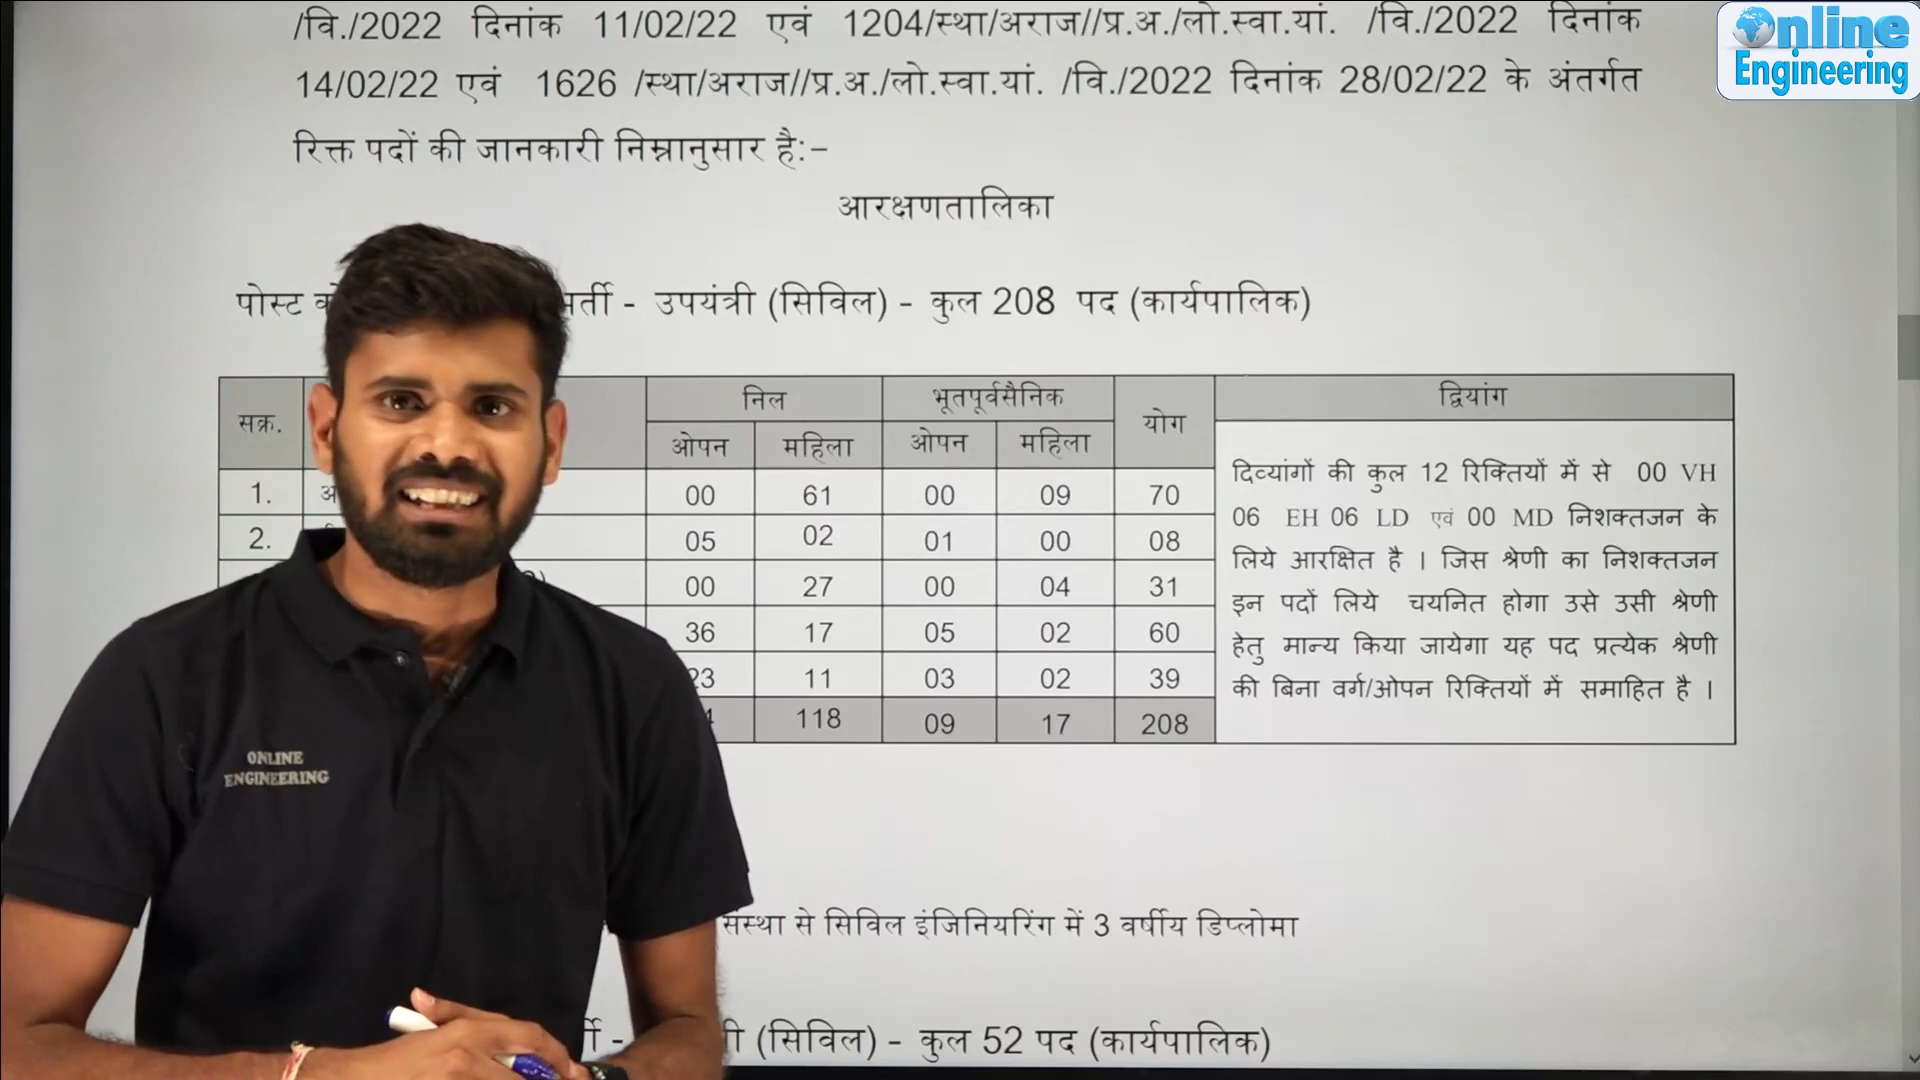 /वि./2022 दिनांक 11/02/22 एवं 1204/स्था/अराज//प्र.अ./लो.स्वा.यां. /वि./2022 दिनांक
Online
Engineering
14/02/22 एवं 1626 /स्था/अराज//प्र.अ./लो.स्वा.यां. /वि./2022 दिनांक 28/02/22 के अंतर्गत
रिक्त पदों की जानकारी निम्नानुसार है:–
आरक्षणतालिका
पोस्ट - उपयंत्री (सिविल) - कुल 208 पद (कार्यपालिक)
सक्र. निल भूतपूर्वसैनिक योग द्वियांग
ओपन महिला ओपन महिला
1. 00 61 00 09 70
2. 05 02 01 00 08
00 27 00 04 31
36 17 05 02 60
23 11 03 02 39
118 09 17 208
दिव्यांगों की कुल 12 रिक्तियों में से 00 VH
06 EH 06 LD एवं 00 MD निशक्तजन के
लिये आरक्षित है । जिस श्रेणी का निशक्तजन
इन पदों लिये चयनित होगा उसे उसी श्रेणी
हेतु मान्य किया जायेगा यह पद प्रत्येक श्रेणी
की बिना वर्ग/ओपन रिक्तियों में समाहित है ।
ONLINE
ENGINEERING
संस्था से सिविल इंजिनियरिंग में 3 वर्षीय डिप्लोमा
(सिविल) - कुल 52 पद (कार्यपालिक)